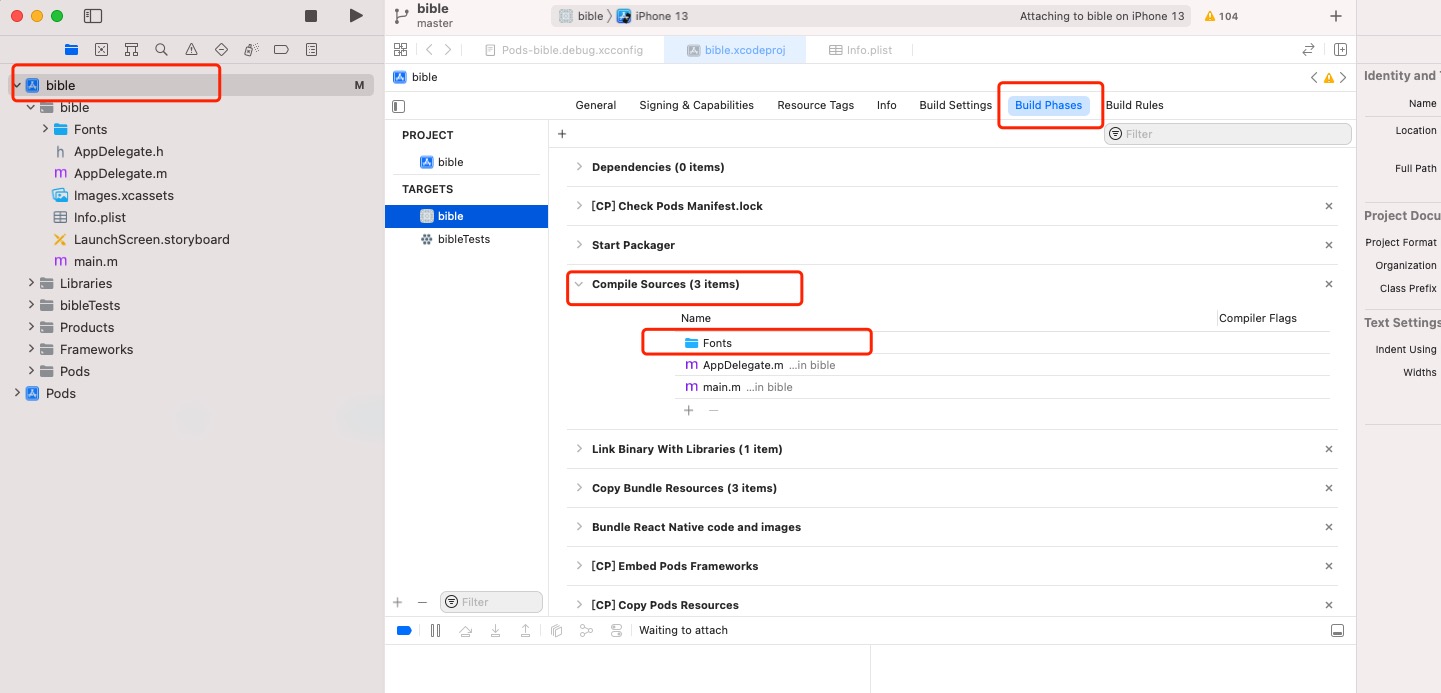 bible
master
bible
iPhone 13
Attaching to bible on iPhone 13
104
Pods-bible.debug.xcconfig
bible.xcodeproj
Info.plist
bible
M
bible
Fonts
AppDelegate.h
AppDelegate.m
Images.xcassets
Info.plist
LaunchScreen.storyboard
main.m
Libraries
bibleTests
Products
Frameworks
Pods
Pods
bible
General
Signing & Capabilities
Resource Tags
Info
Build Settings
Build Phases
Build Rules
PROJECT
bible
TARGETS
bible
bibleTests
Filter
Filter
Dependencies (0 items)
[CP] Check Pods Manifest.lock
Start Packager
Compile Sources (3 items)
Name
Compiler Flags
Fonts
AppDelegate.m ...in bible
main.m ...in bible
Link Binary With Libraries (1 item)
Copy Bundle Resources (3 items)
Bundle React Native code and images
[CP] Embed Pods Frameworks
[CP] Copy Pods Resources
Waiting to attach
Identity and
Name
Location
Full Path
Project Docu
Project Format
Organization
Class Prefix
Text Settings
Indent Using
Widths